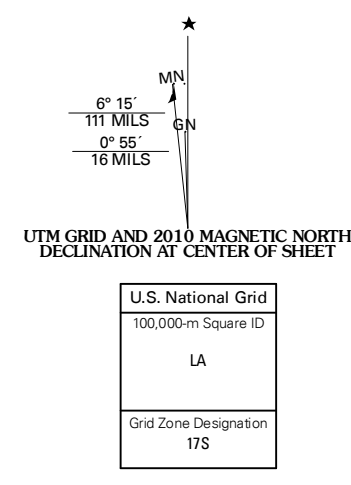 ★
MN
6° 15´
111 MILS
GN
0° 55´
16 MILS
UTM GRID AND 2010 MAGNETIC NORTH
DECLINATION AT CENTER OF SHEET
U.S. National Grid
100,000-m Square ID
LA
Grid Zone Designation
17S